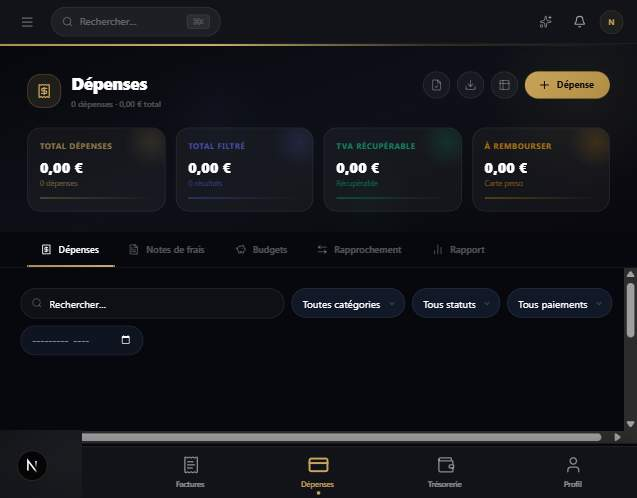 Rechercher... ⌘K N
Dépenses
0 dépenses · 0,00 € total
Dépense
TOTAL DÉPENSES
0,00 €
0 dépenses
TOTAL FILTRÉ
0,00 €
0 résultats
TVA RÉCUPÉRABLE
0,00 €
Récupérable
À REMBOURSER
0,00 €
Carte perso
Dépenses Notes de frais Budgets Rapprochement Rapport
Rechercher... Toutes catégories Tous statuts Tous paiements
--------- ----
N Factures Dépenses Trésorerie Profil